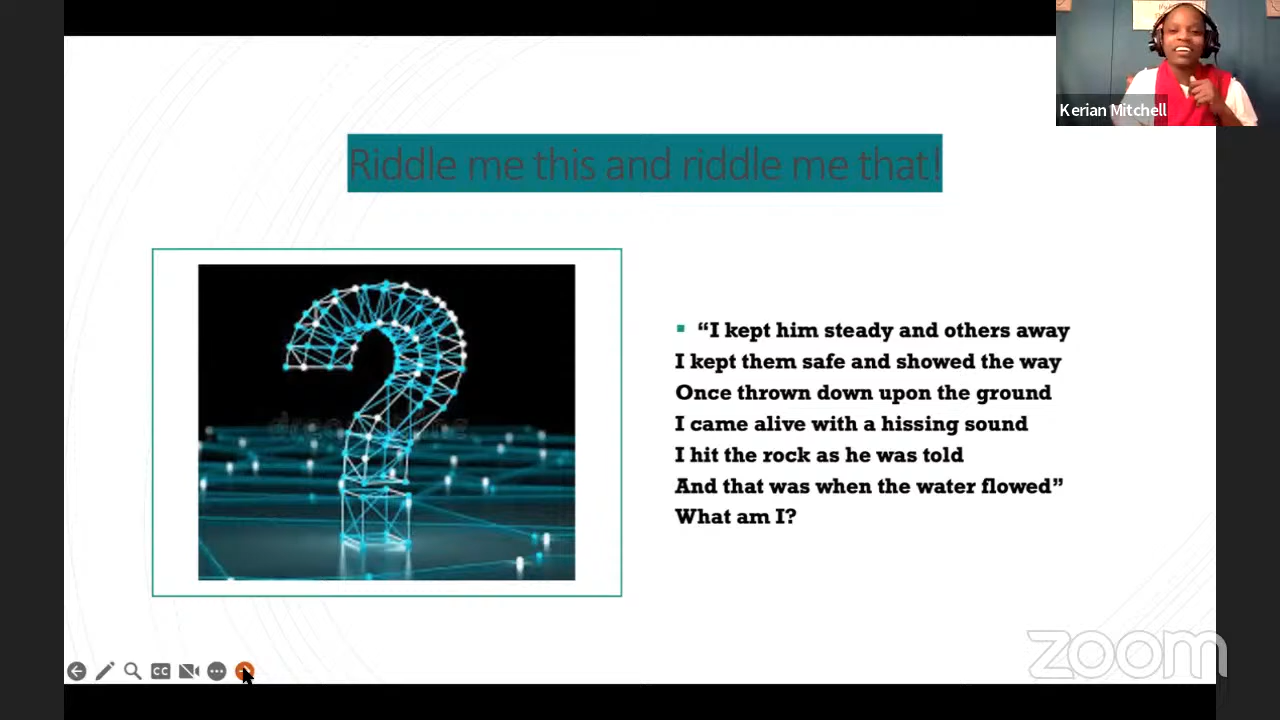 Kerian Mitchell
Riddle me this and riddle me that!
“I kept him steady and others away
I kept them safe and showed the way
Once thrown down upon the ground
I came alive with a hissing sound
I hit the rock as he was told
And that was when the water flowed”
What am I?
CC
zoom